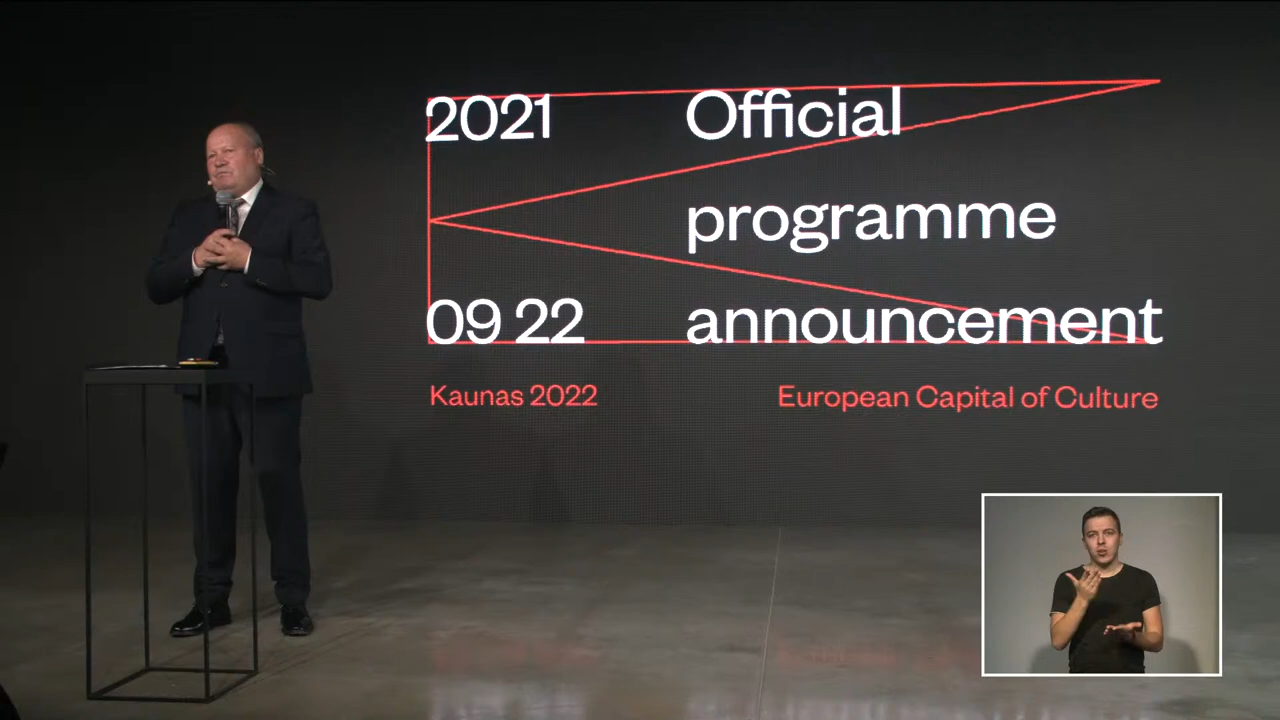 2021 Official
programme
09 22 announcement
Kaunas 2022 European Capital of Culture